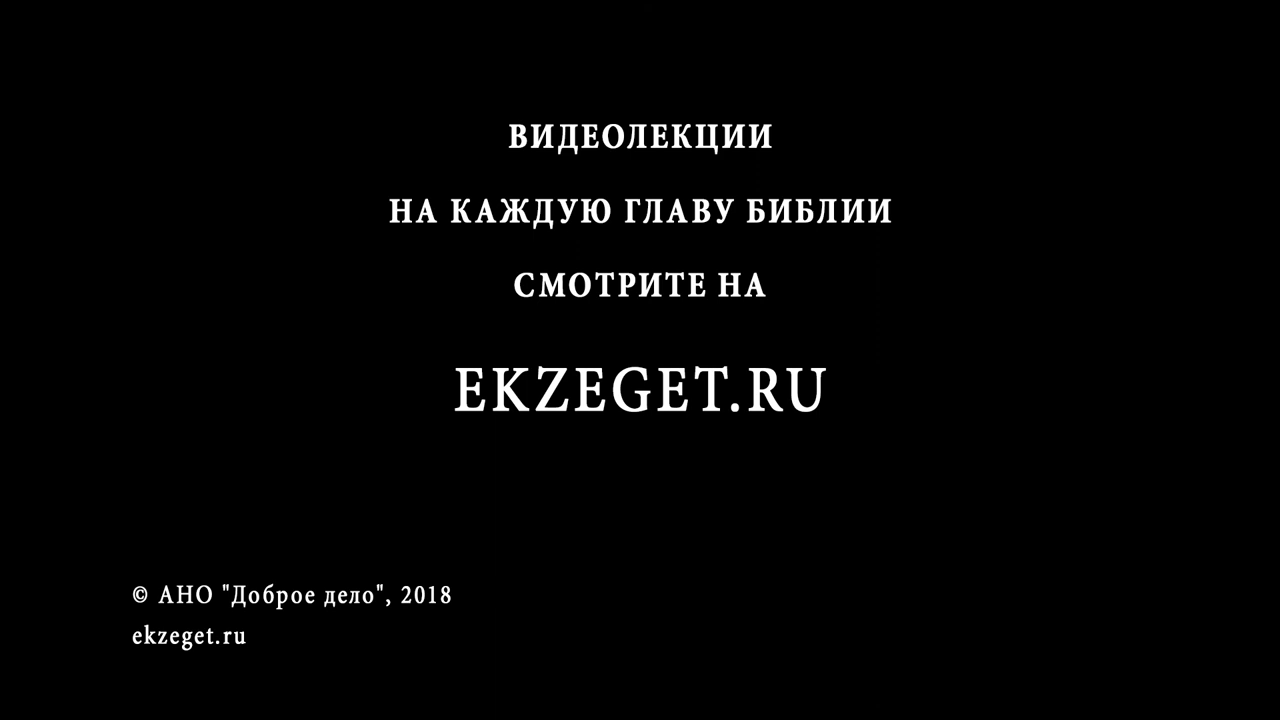 ВИДЕОЛЕКЦИИ
НА КАЖДУЮ ГЛАВУ БИБЛИИ
СМОТРИТЕ НА
EKZEGET.RU
© АНО "Доброе дело", 2018
ekzeget.ru